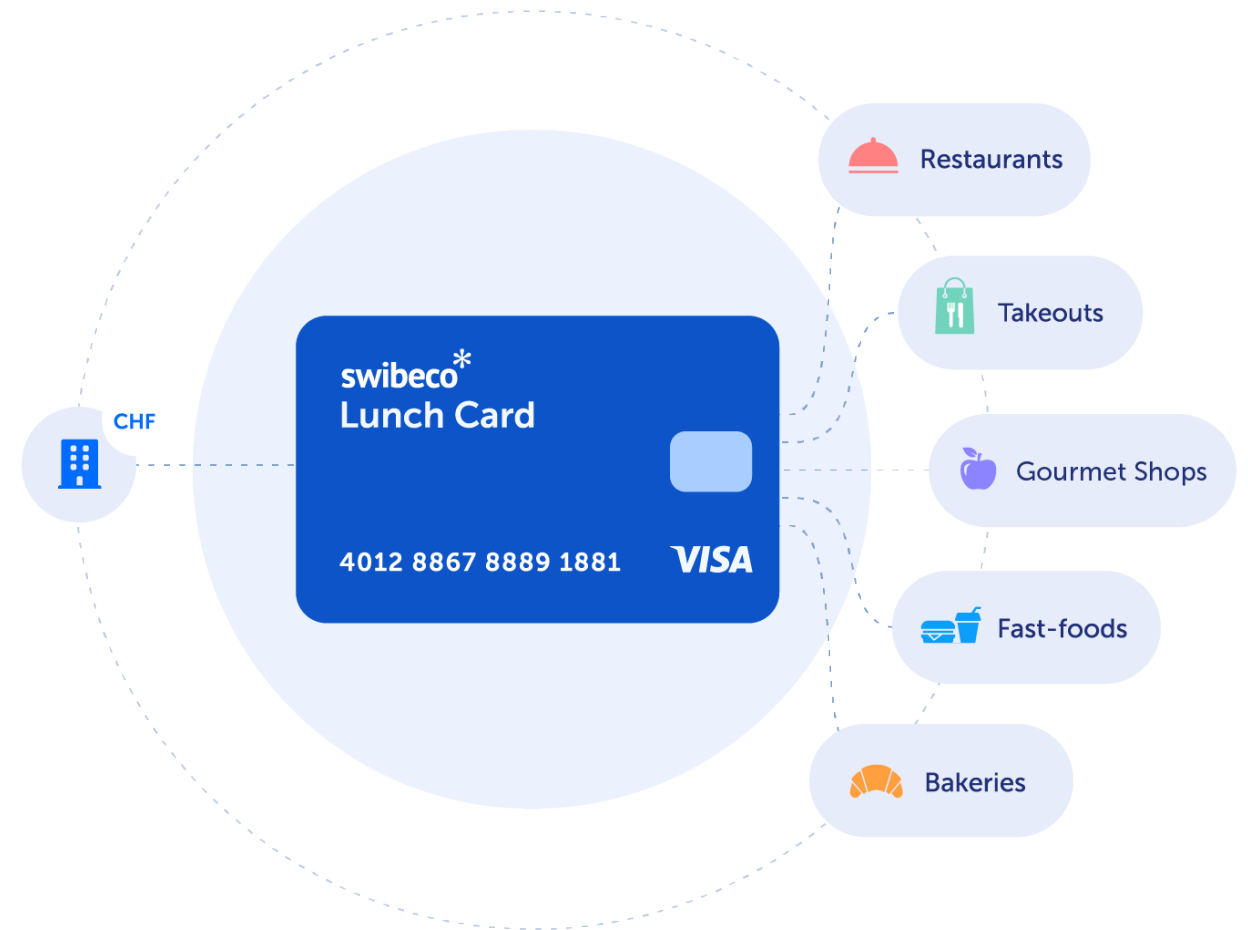 CHF
swibeco*
Lunch Card
4012 8867 8889 1881
VISA
Restaurants
Takeouts
Gourmet Shops
Fast-foods
Bakeries